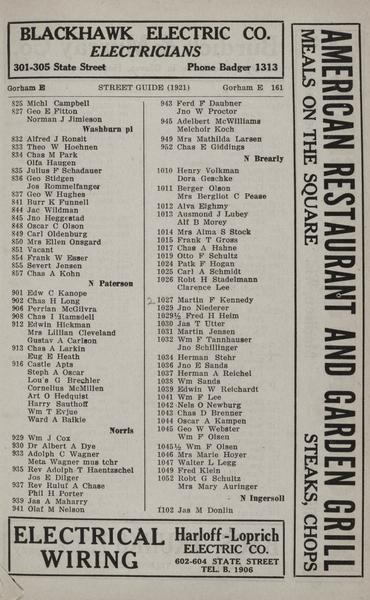 BLACKHAWK ELECTRIC CO.
ELECTRICIANS
301-305 State Street Phone Badger 1313
Gorham E STREET GUIDE (1921) Gorham E 161
825 Michl Campbell
827 Geo E Fitton
Norman J Jimieson
Washburn pl
832 Alfred J Ronsit
833 Theo W Hoehnen
834 Chas M Park
Olfa Haugen
835 Julius F Schadauer
836 Geo Stidgen
Jos Rommelfanger
837 Geo W Hughes
841 Burr K Funnell
844 Jac Wildman
845 Jno Heggestad
848 Oscar C Olson
849 Carl Oldenburg
850 Mrs Ellen Onsgard
851 Vacant
854 Frank W Esser
855 Severt Jensen
857 Chas A Kohn
N Paterson
901 Edw C Kanope
902 Chas H Long
906 Perrian McGilvra
908 Chas I Ramsdell
912 Edwin Hickman
Mrs Lillian Cleveland
Gustav A Carlson
913 Chas A Larkin
Eug E Heath
916 Castle Apts
Steph A Oscar
Lou's G Brechler
Cornelius McMillen
Art O Hedquist
Harry Sauthoff
Wm T Evjue
Ward A Baikie
Norris
929 Wm J Cox
930 Dr Albert A Dye
933 Adolph C Wagner
Meta Wagner mus tchr
935 Rev Adolph T Haentzschel
Jos E Dilger
937 Rev Ruluf A Chase
Phil H Porter
939 Jas A Maharry
941 Olaf M Nelson
943 Ferd F Daubner
Jno W Proctor
945 Adelbert McWilliams
Melchoir Koch
949 Mrs Mathilda Larsen
952 Chas E Giddings
N Brearly
1010 Henry Volkman
Dora Geschke
1011 Berger Olson
Mrs Bergliot C Pease
1012 Alva Eighmy
1013 Ausmond J Lubey
Alf B Morey
1014 Mrs Alma S Stock
1015 Frank T Gross
1017 Chas A Hahne
1019 Otto F Schultz
1024 Patk F Hogan
1025 Carl A Schmidt
1026 Robt H Stadelmann
Clarence Lee
1027 Martin F Kennedy
1029 Jno Niederer
1029½ Fred H Heim
1030 Jas T Utter
1031 Martin Jensen
1032 Wm F Tannhauser
Jno Schillinger
1034 Herman Stehr
1036 Jno E Sands
1037 Herman A Reichel
1038 Wm Sands
1039 Edwin W Reichardt
1041 Wm F Lee
1042 Nels O Newburg
1043 Chas D Brenner
1044 Oscar A Kampen
1045 Geo W Webster
Wm F Olsen
1045½ Wm F Olsen
1046 Mrs Marie Hoyer
1047 Walter L Legg
1049 Fred Klein
1052 Robt G Schultz
Mrs Mary Auringer
N Ingersoll
1102 Jas M Donlin
AMERICAN RESTAURANT AND GARDEN GRILL
MEALS ON THE SQUARE STEAKS, CHOPS
ELECTRICAL
WIRING
Harloff-Loprich
ELECTRIC CO.
602-604 STATE STREET
TEL. B. 1906